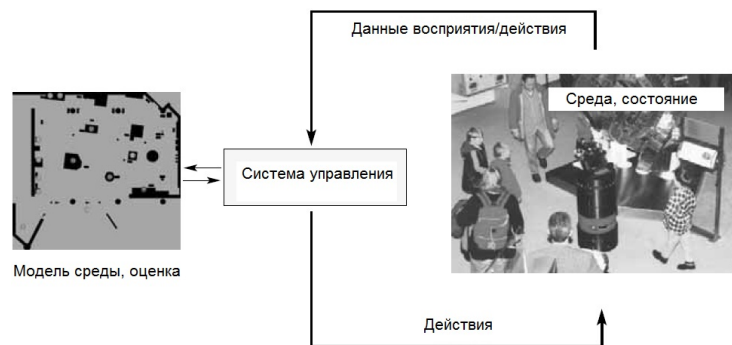 Данные восприятия/действия
Среда, состояние
Система управления
Модель среды, оценка
Действия